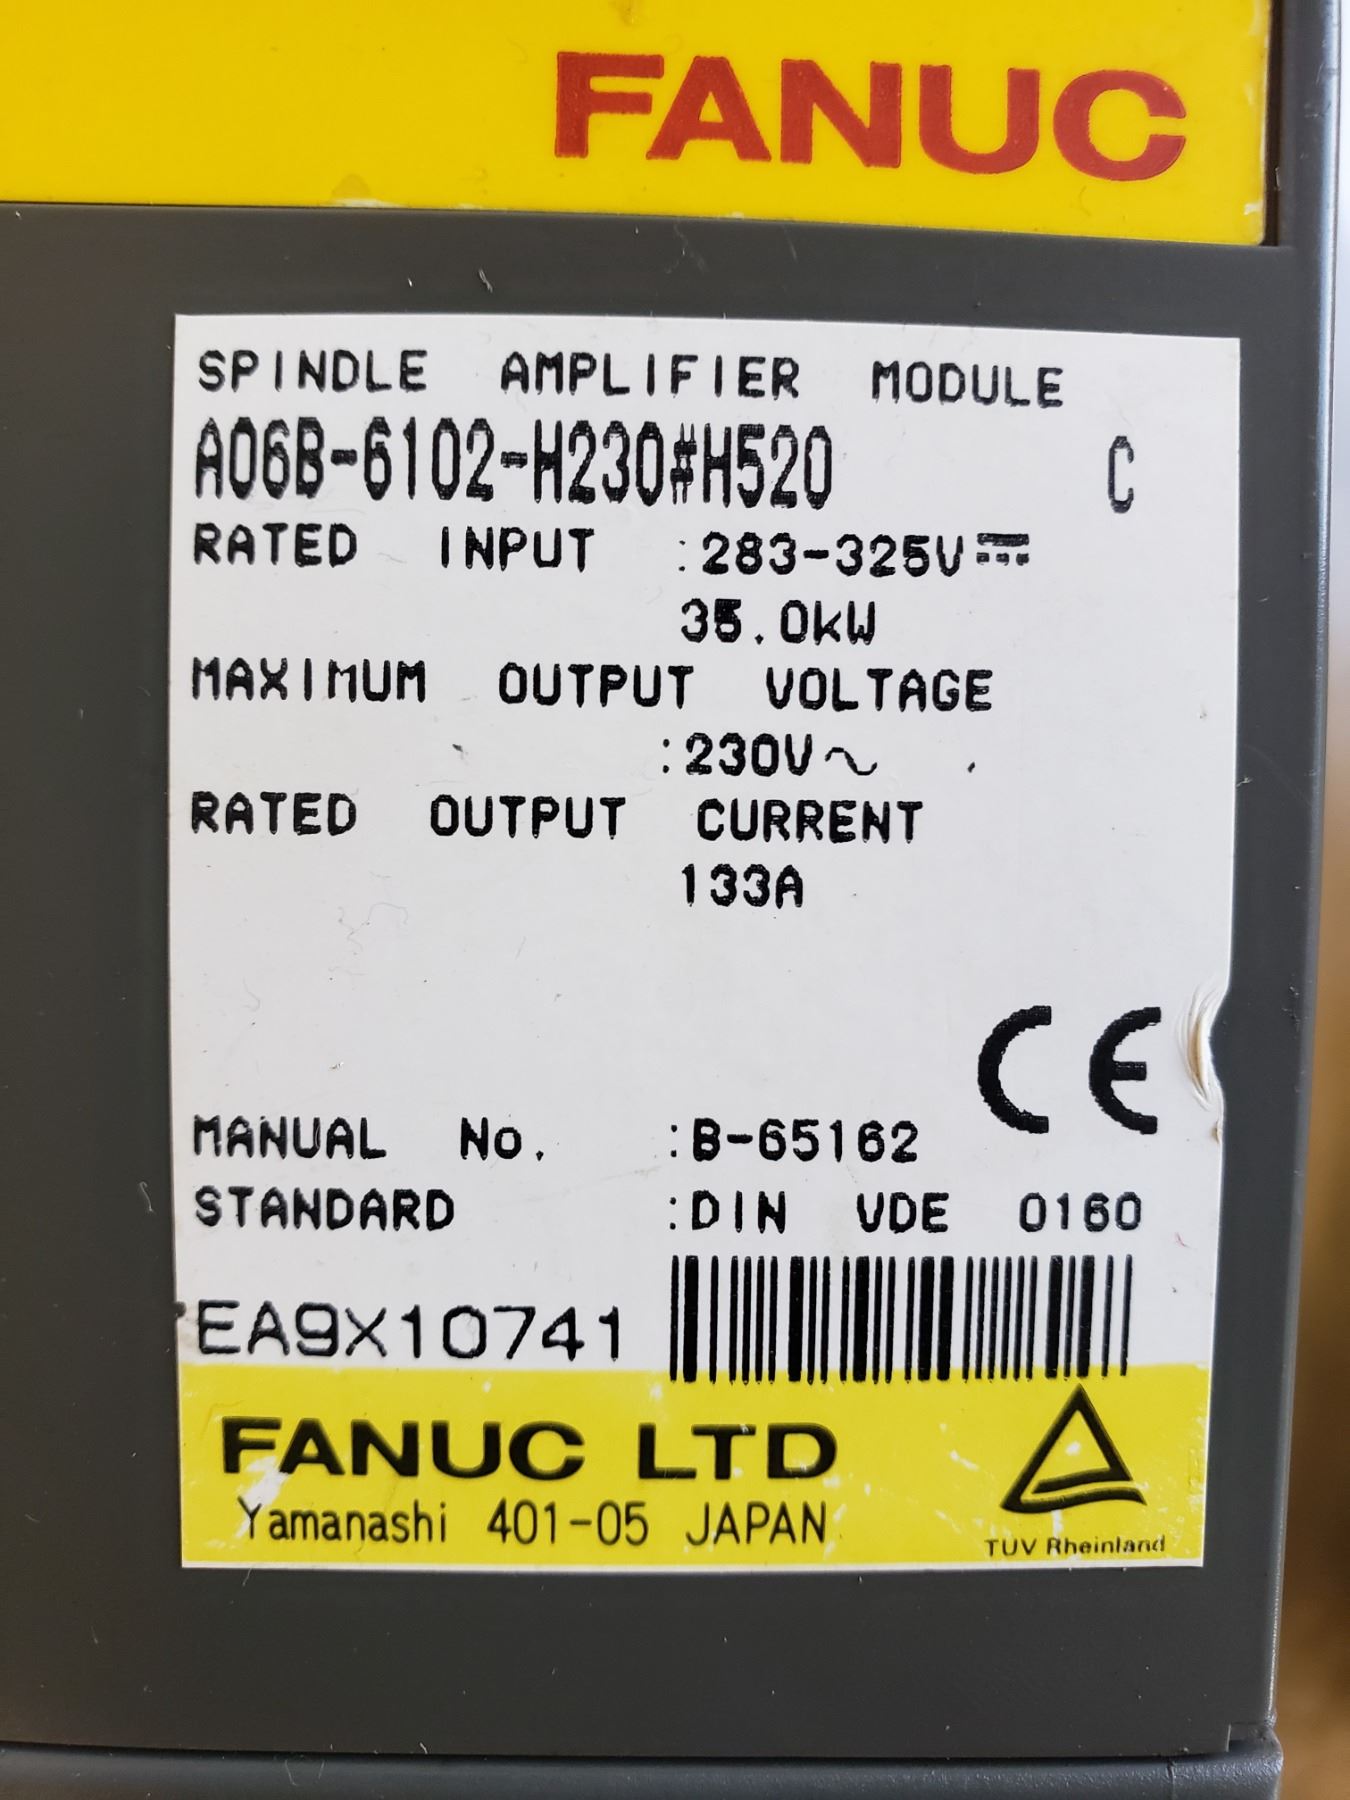 FANUC
SPINDLE AMPLIFIER MODULE
A06B-6102-H230#H520 C
RATED INPUT :283-325V⎓
35.0kW
MAXIMUM OUTPUT VOLTAGE
:230V~
RATED OUTPUT CURRENT
133A
CE
MANUAL No. :B-65162
STANDARD :DIN VDE 0160
EA9X10741
FANUC LTD
Yamanashi 401-05 JAPAN
TUV Rheinland